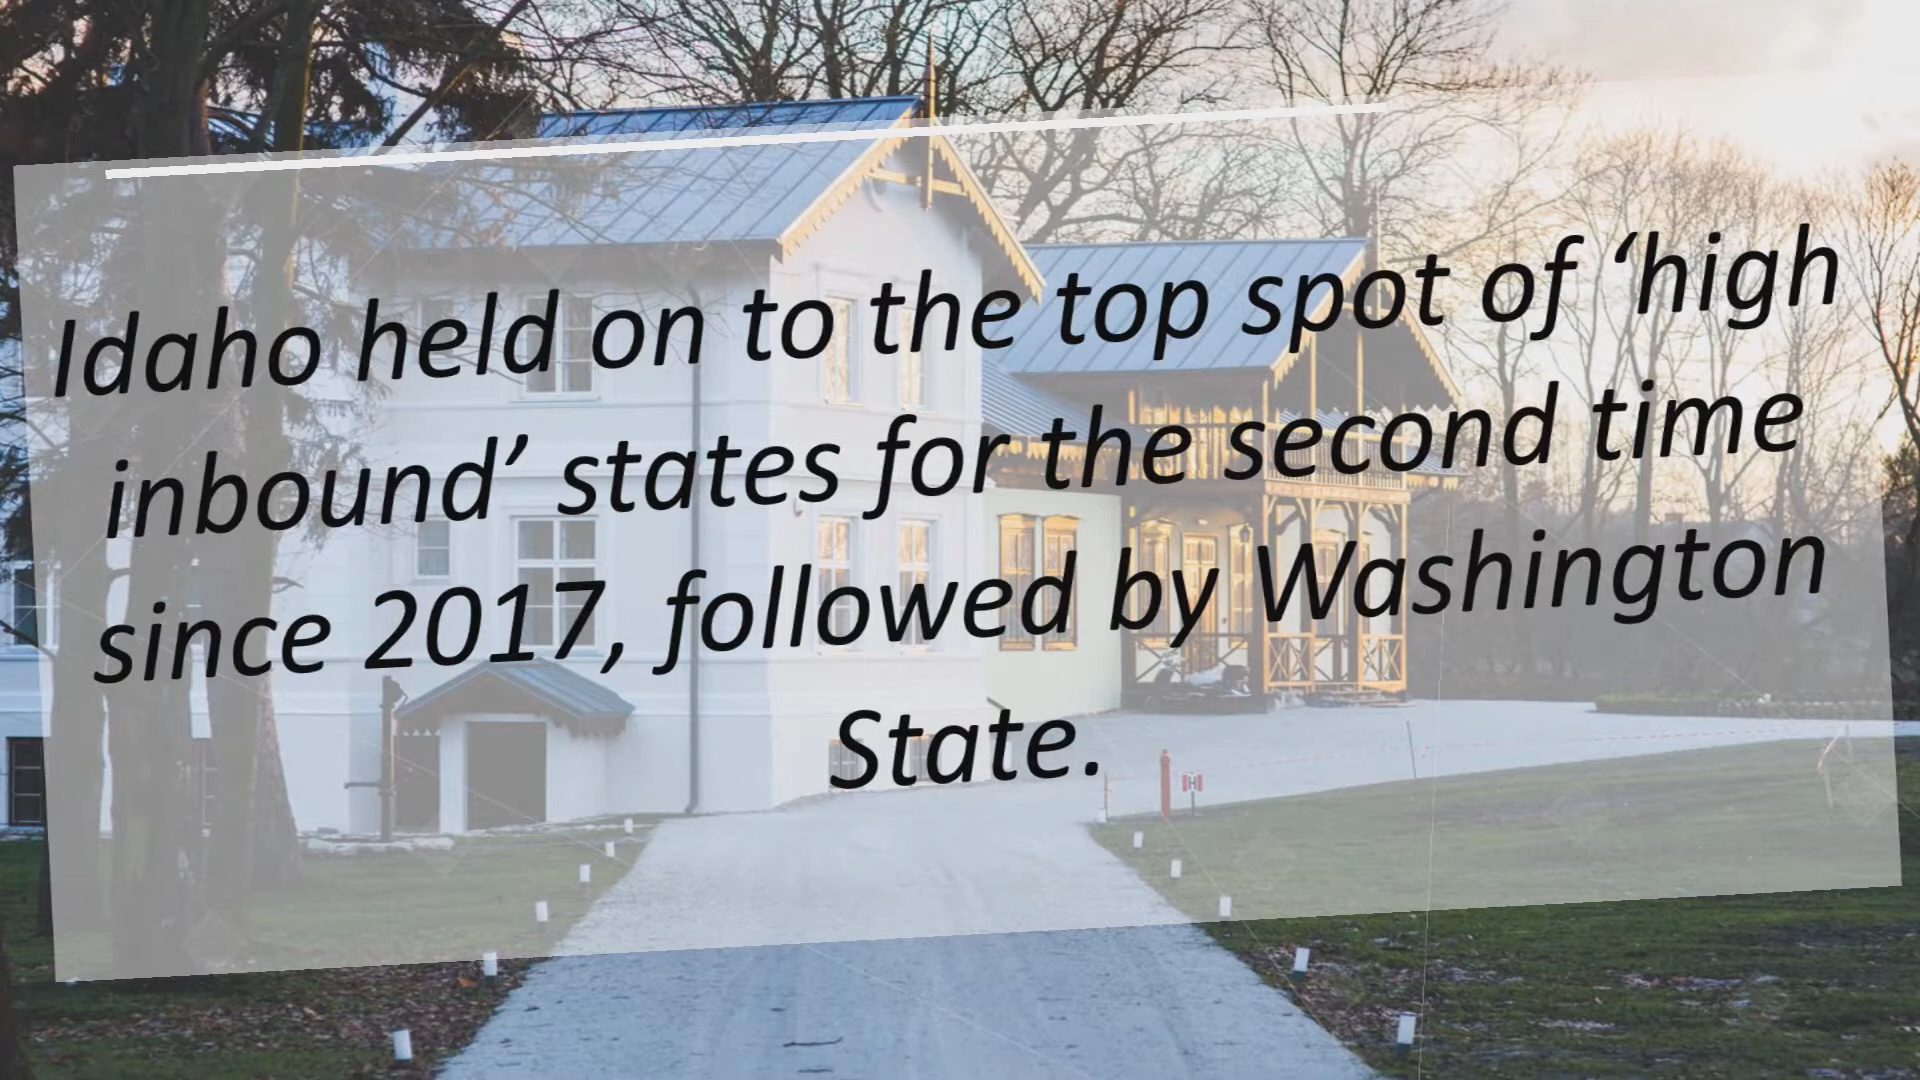 Idaho held on to the top spot of ‘high
inbound’ states for the second time
since 2017, followed by Washington
State.